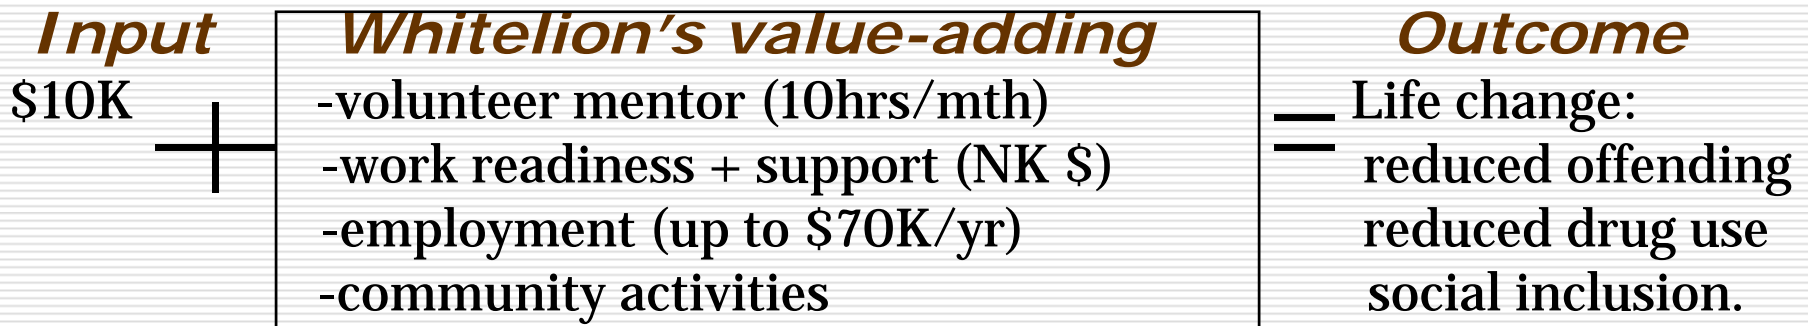 Input Whitelion's value-adding Outcome
$10K -volunteer mentor (10hrs/mth) Life change:
-work readiness + support (NK $) reduced offending
-employment (up to $70K/yr) reduced drug use
-community activities social inclusion.